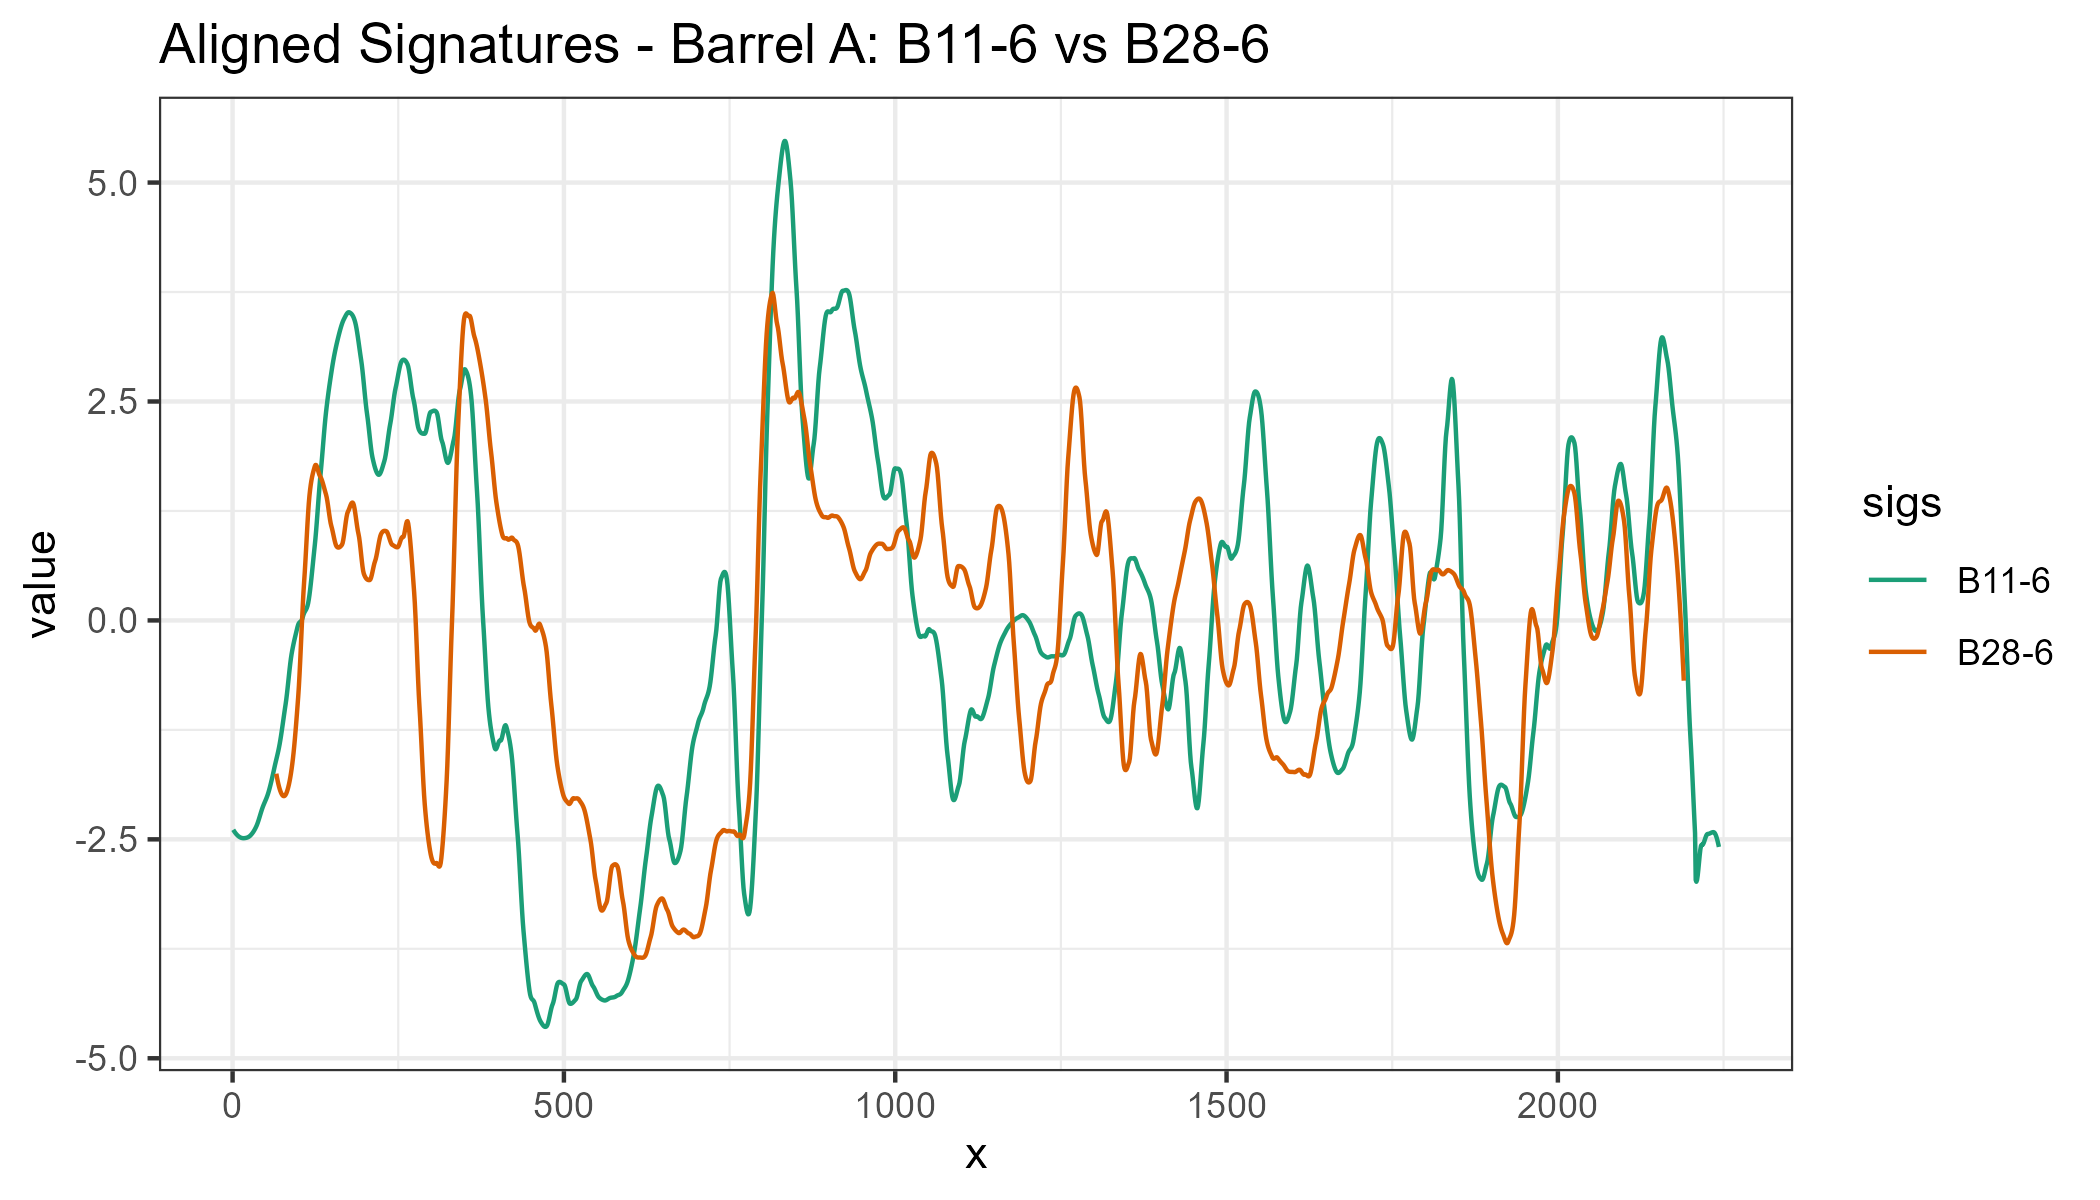 Aligned Signatures - Barrel A: B11-6 vs B28-6
value
5.0
2.5
0.0
-2.5
-5.0
0 500 1000 1500 2000
x
sigs
B11-6
B28-6